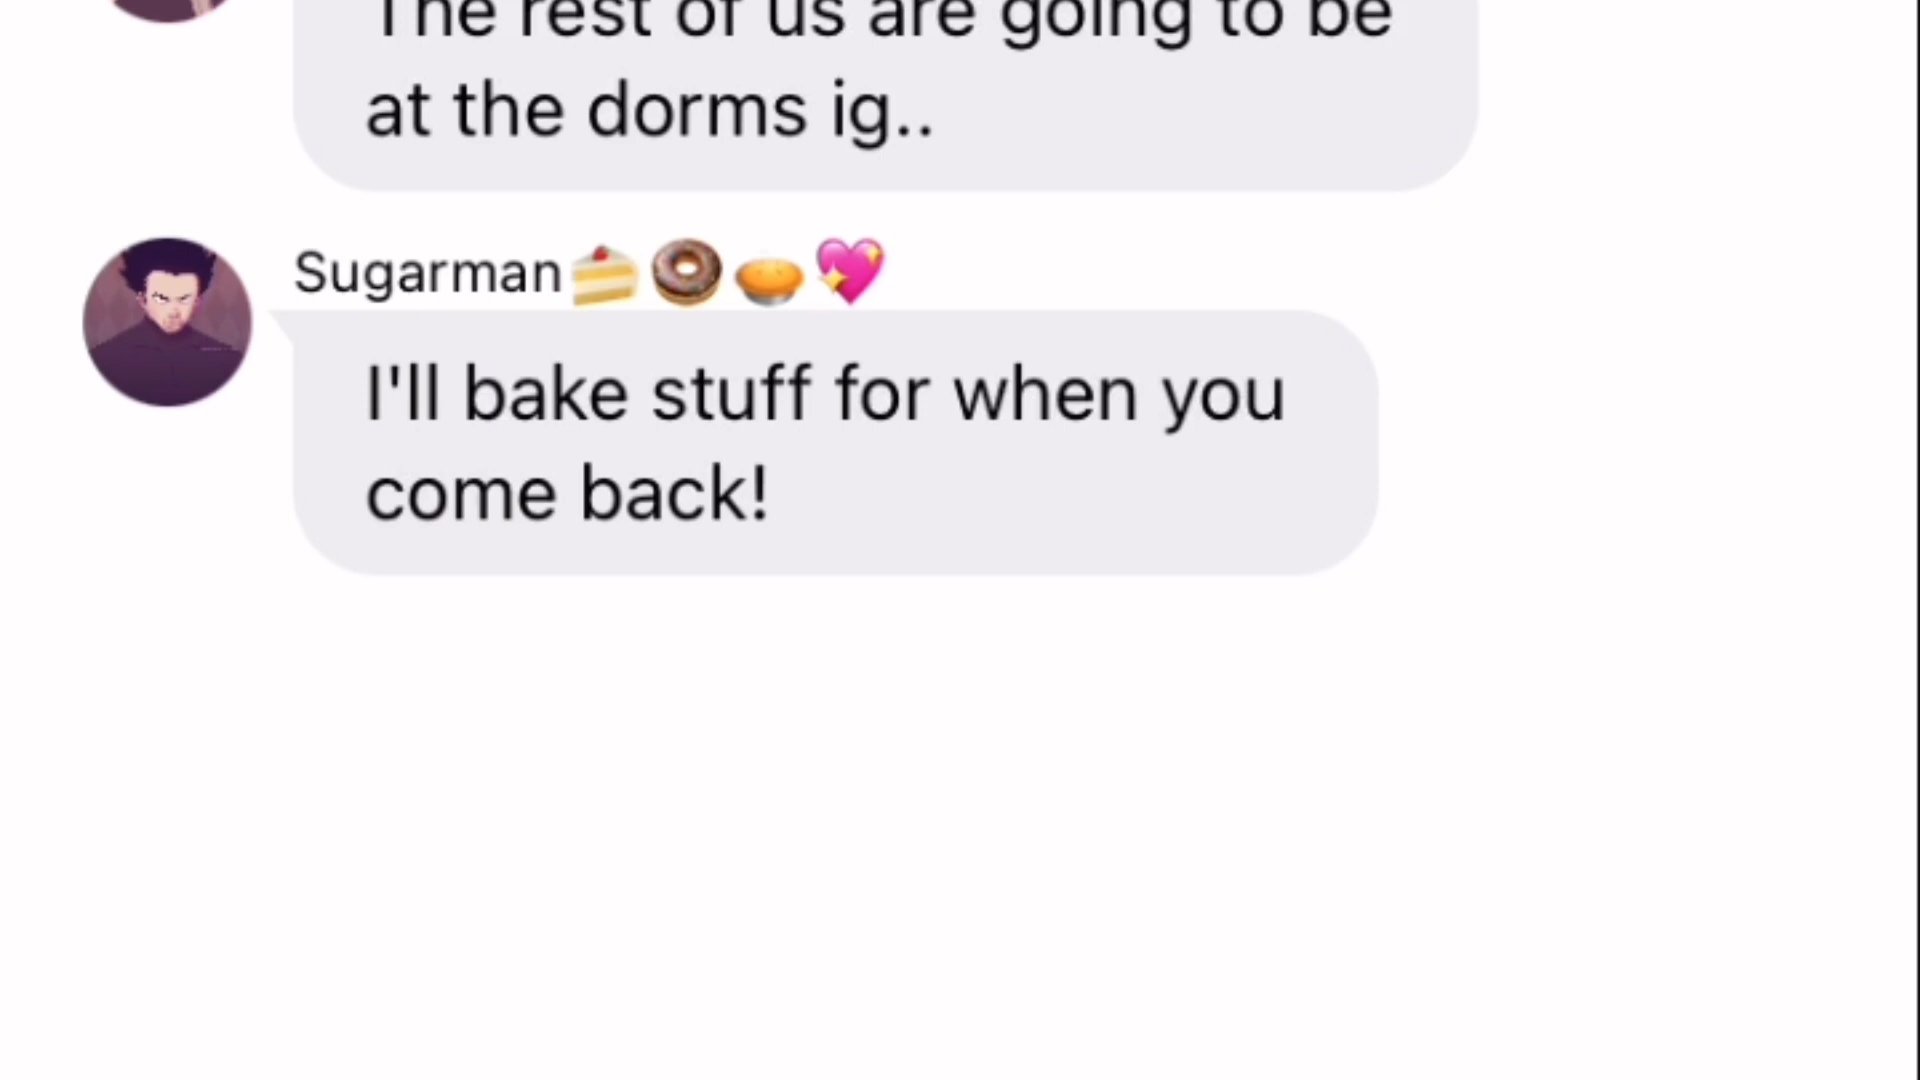 The rest of us are going to be
at the dorms ig..
Sugarman🍰🍩🥧💖
I'll bake stuff for when you
come back!